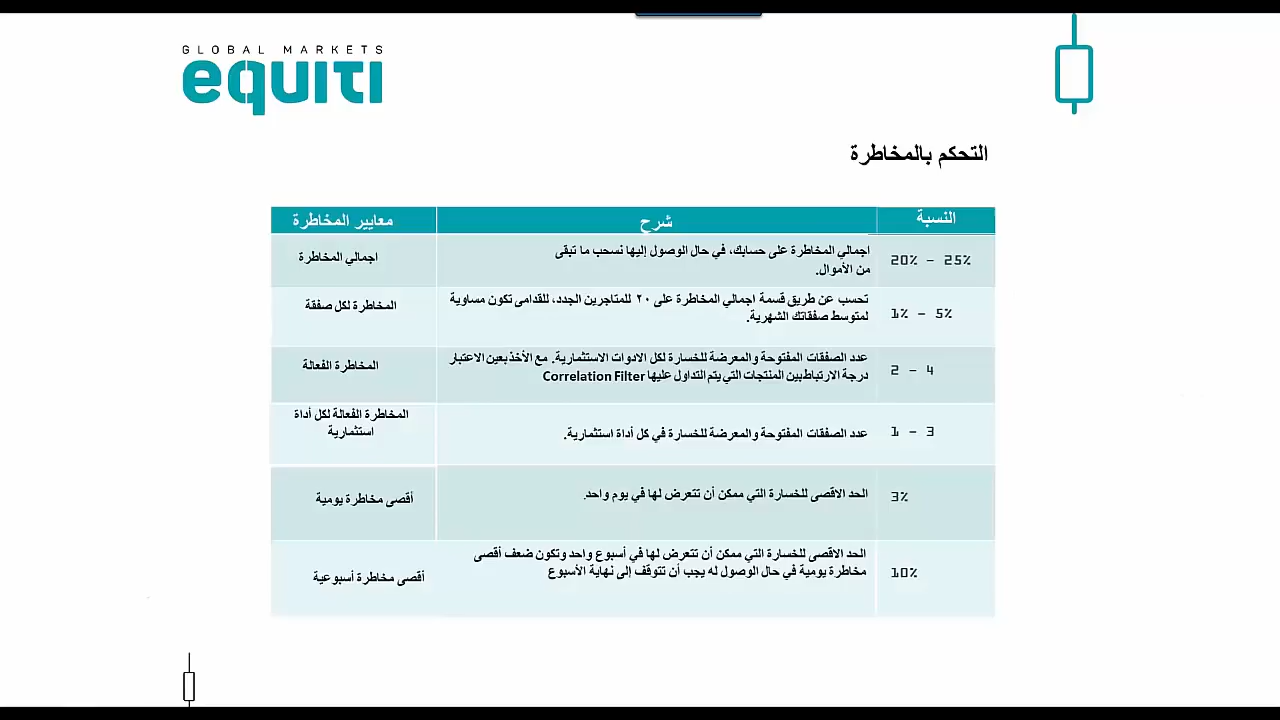 GLOBAL MARKETS
equiti
التحكم بالمخاطرة
النسبة
شرح
معايير المخاطرة
20% - 25%
اجمالي المخاطرة على حسابك، في حال الوصول إليها نسحب ما تبقى
من الأموال.
اجمالي المخاطرة
1% - 5%
تحسب عن طريق قسمة اجمالي المخاطرة على ٢٠ للمتاجرين الجدد، للقدامى تكون مساوية
لمتوسط صفقاتك الشهرية.
المخاطرة لكل صفقة
2 - 4
عدد الصفقات المفتوحة والمعرضة للخسارة لكل الادوات الاستثمارية. مع الأخذ بعين الاعتبار
درجة الارتباط بين المنتجات التي يتم التداول عليها Correlation Filter
المخاطرة الفعالة
1 - 3
عدد الصفقات المفتوحة والمعرضة للخسارة في كل أداة استثمارية.
المخاطرة الفعالة لكل أداة
استثمارية
3%
الحد الاقصى للخسارة التي ممكن أن تتعرض لها في يوم واحد.
أقصى مخاطرة يومية
10%
الحد الاقصى للخسارة التي ممكن أن تتعرض لها في أسبوع واحد وتكون ضعف أقصى
مخاطرة يومية في حال الوصول له يجب أن تتوقف إلى نهاية الأسبوع
أقصى مخاطرة أسبوعية